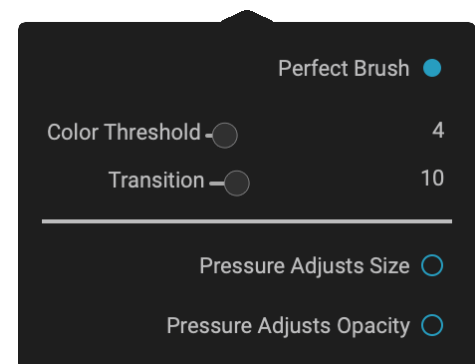 Perfect Brush
Color Threshold 4
Transition 10
Pressure Adjusts Size
Pressure Adjusts Opacity